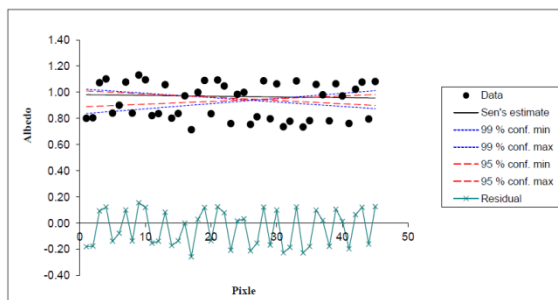 1.40
1.20
1.00
0.80
0.60
0.40
0.20
0.00
-0.20
-0.40
Albedo
0 10 20 30 40 50
Pixle
Data
Sen's estimate
99 % conf. min
99 % conf. max
95 % conf. min
95 % conf. max
Residual